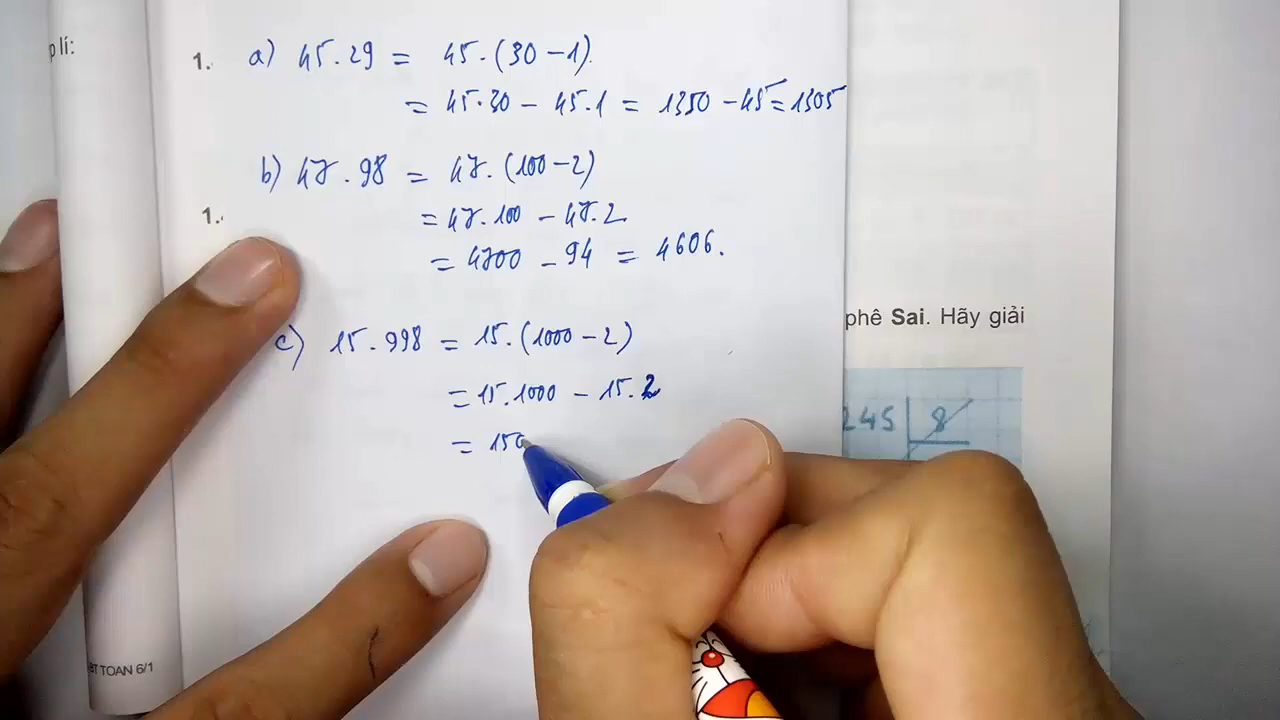 p lí:
1. a) 45.29 = 45.(30-1).
= 45.30 - 45.1 = 1350 - 45 = 1305
b) 47.98 = 47.(100-2)
1.
= 47.100 - 47.2
= 4700 - 94 = 4606.
c) 15.998 = 15.(1000-2)
= 15.1000 - 15.2
= 150
phê Sai. Hãy giải
245 8
BT TOAN 6/1